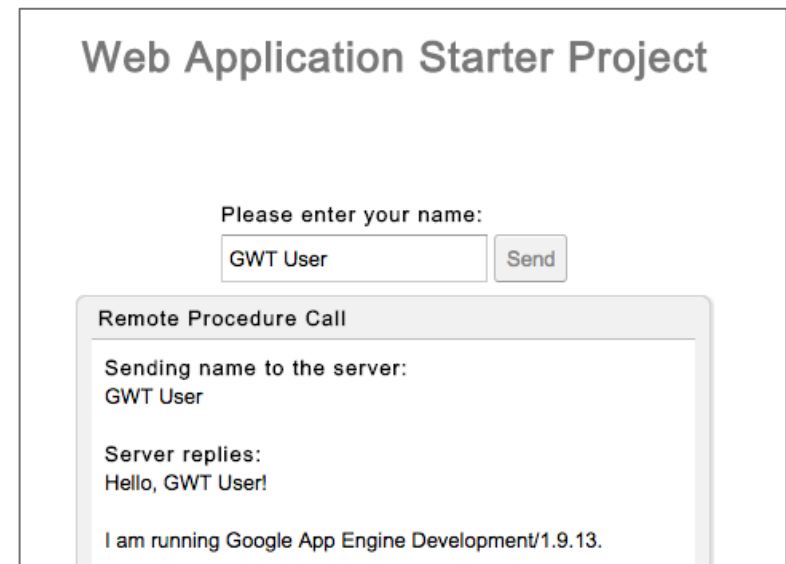 Web Application Starter Project
Please enter your name:
GWT User
Send
Remote Procedure Call
Sending name to the server:
GWT User
Server replies:
Hello, GWT User!
I am running Google App Engine Development/1.9.13.